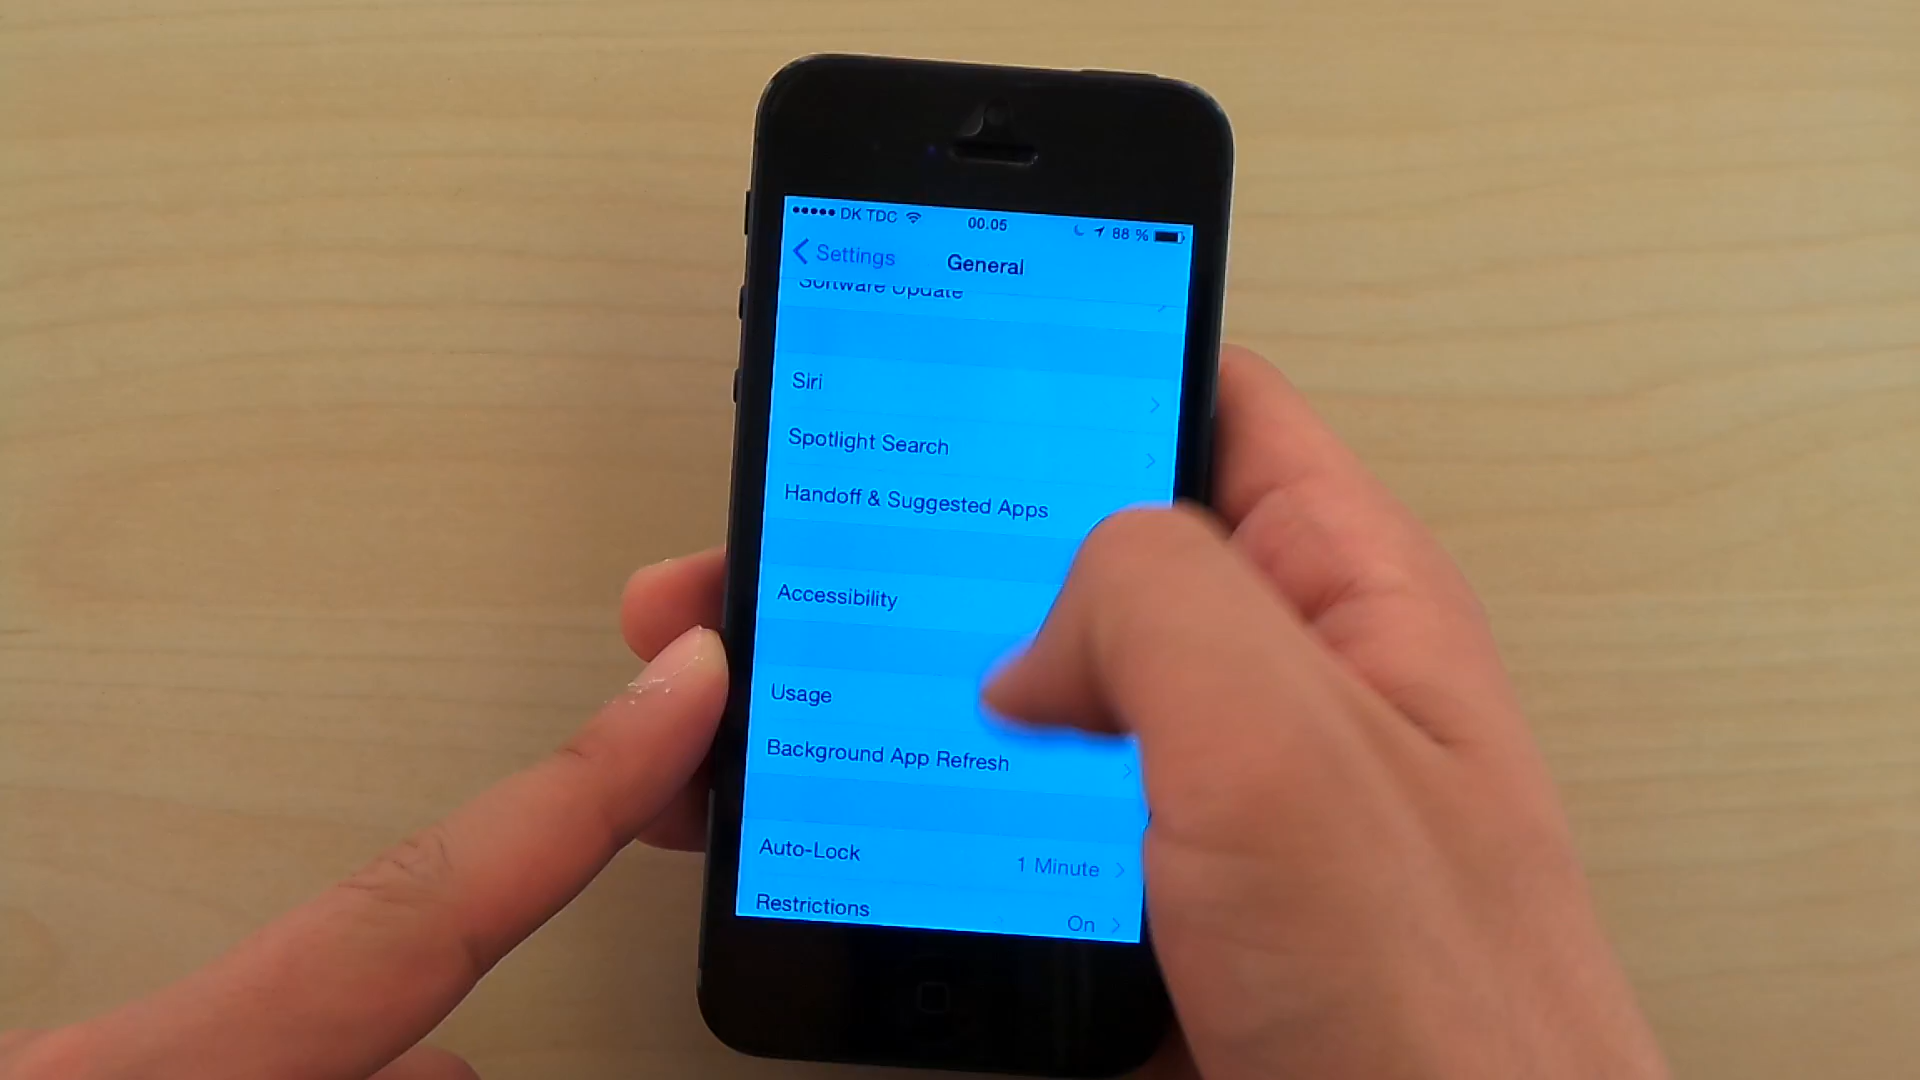 DK TDC 00.05 88 %
Settings General
Software Update
Siri
Spotlight Search
Handoff & Suggested Apps
Accessibility
Usage
Background App Refresh
Auto-Lock 1 Minute
Restrictions On